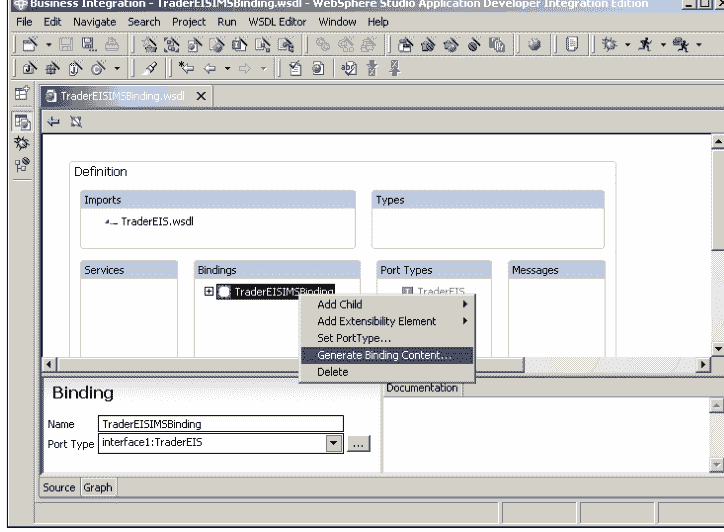 Business Integration - TraderEISIMSBinding.wsdl - WebSphere Studio Application Developer Integration Edition
File Edit Navigate Search Project Run WSDL Editor Window Help
TraderEISIMSBinding.wsdl
Definition
Imports Types
TraderEIS.wsdl
Services Bindings Port Types Messages
TraderEISIMSBinding TraderEIS
Add Child
Add Extensibility Element
Set PortType...
Generate Binding Content...
Delete
Binding Documentation
Name TraderEISIMSBinding
Port Type interface1:TraderEIS ...
Source Graph